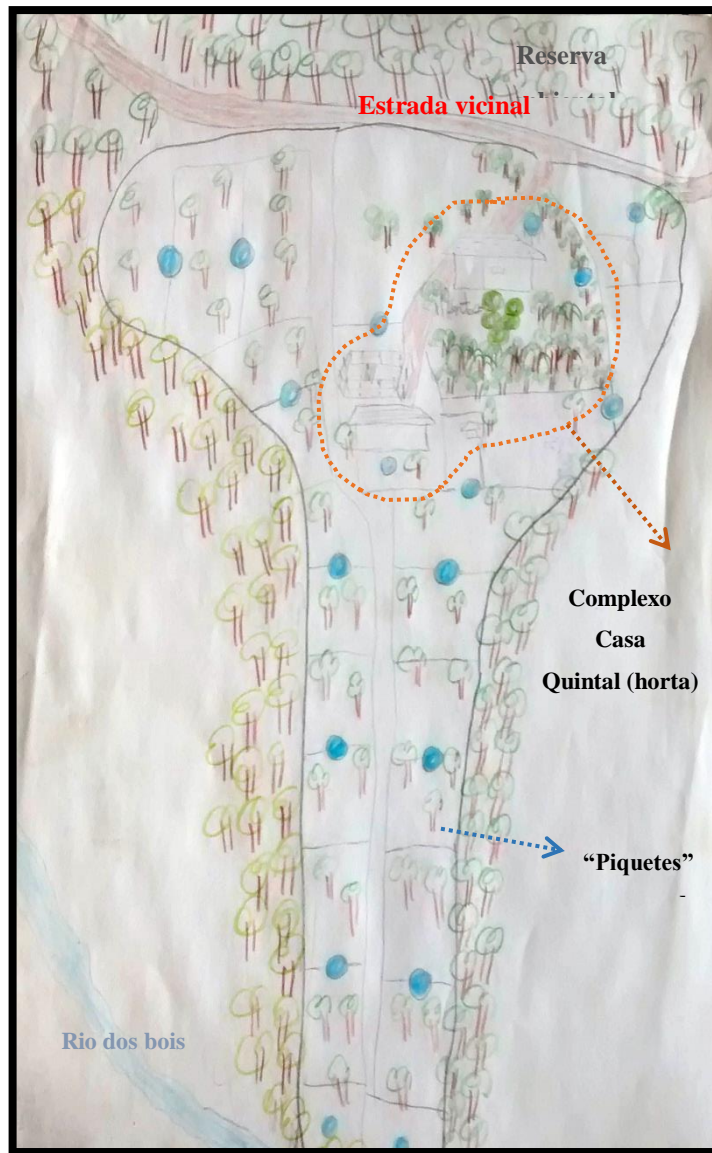 Reserva
Estrada vicinal
Complexo
Casa
Quintal (horta)
“Piquetes”
Rio dos bois